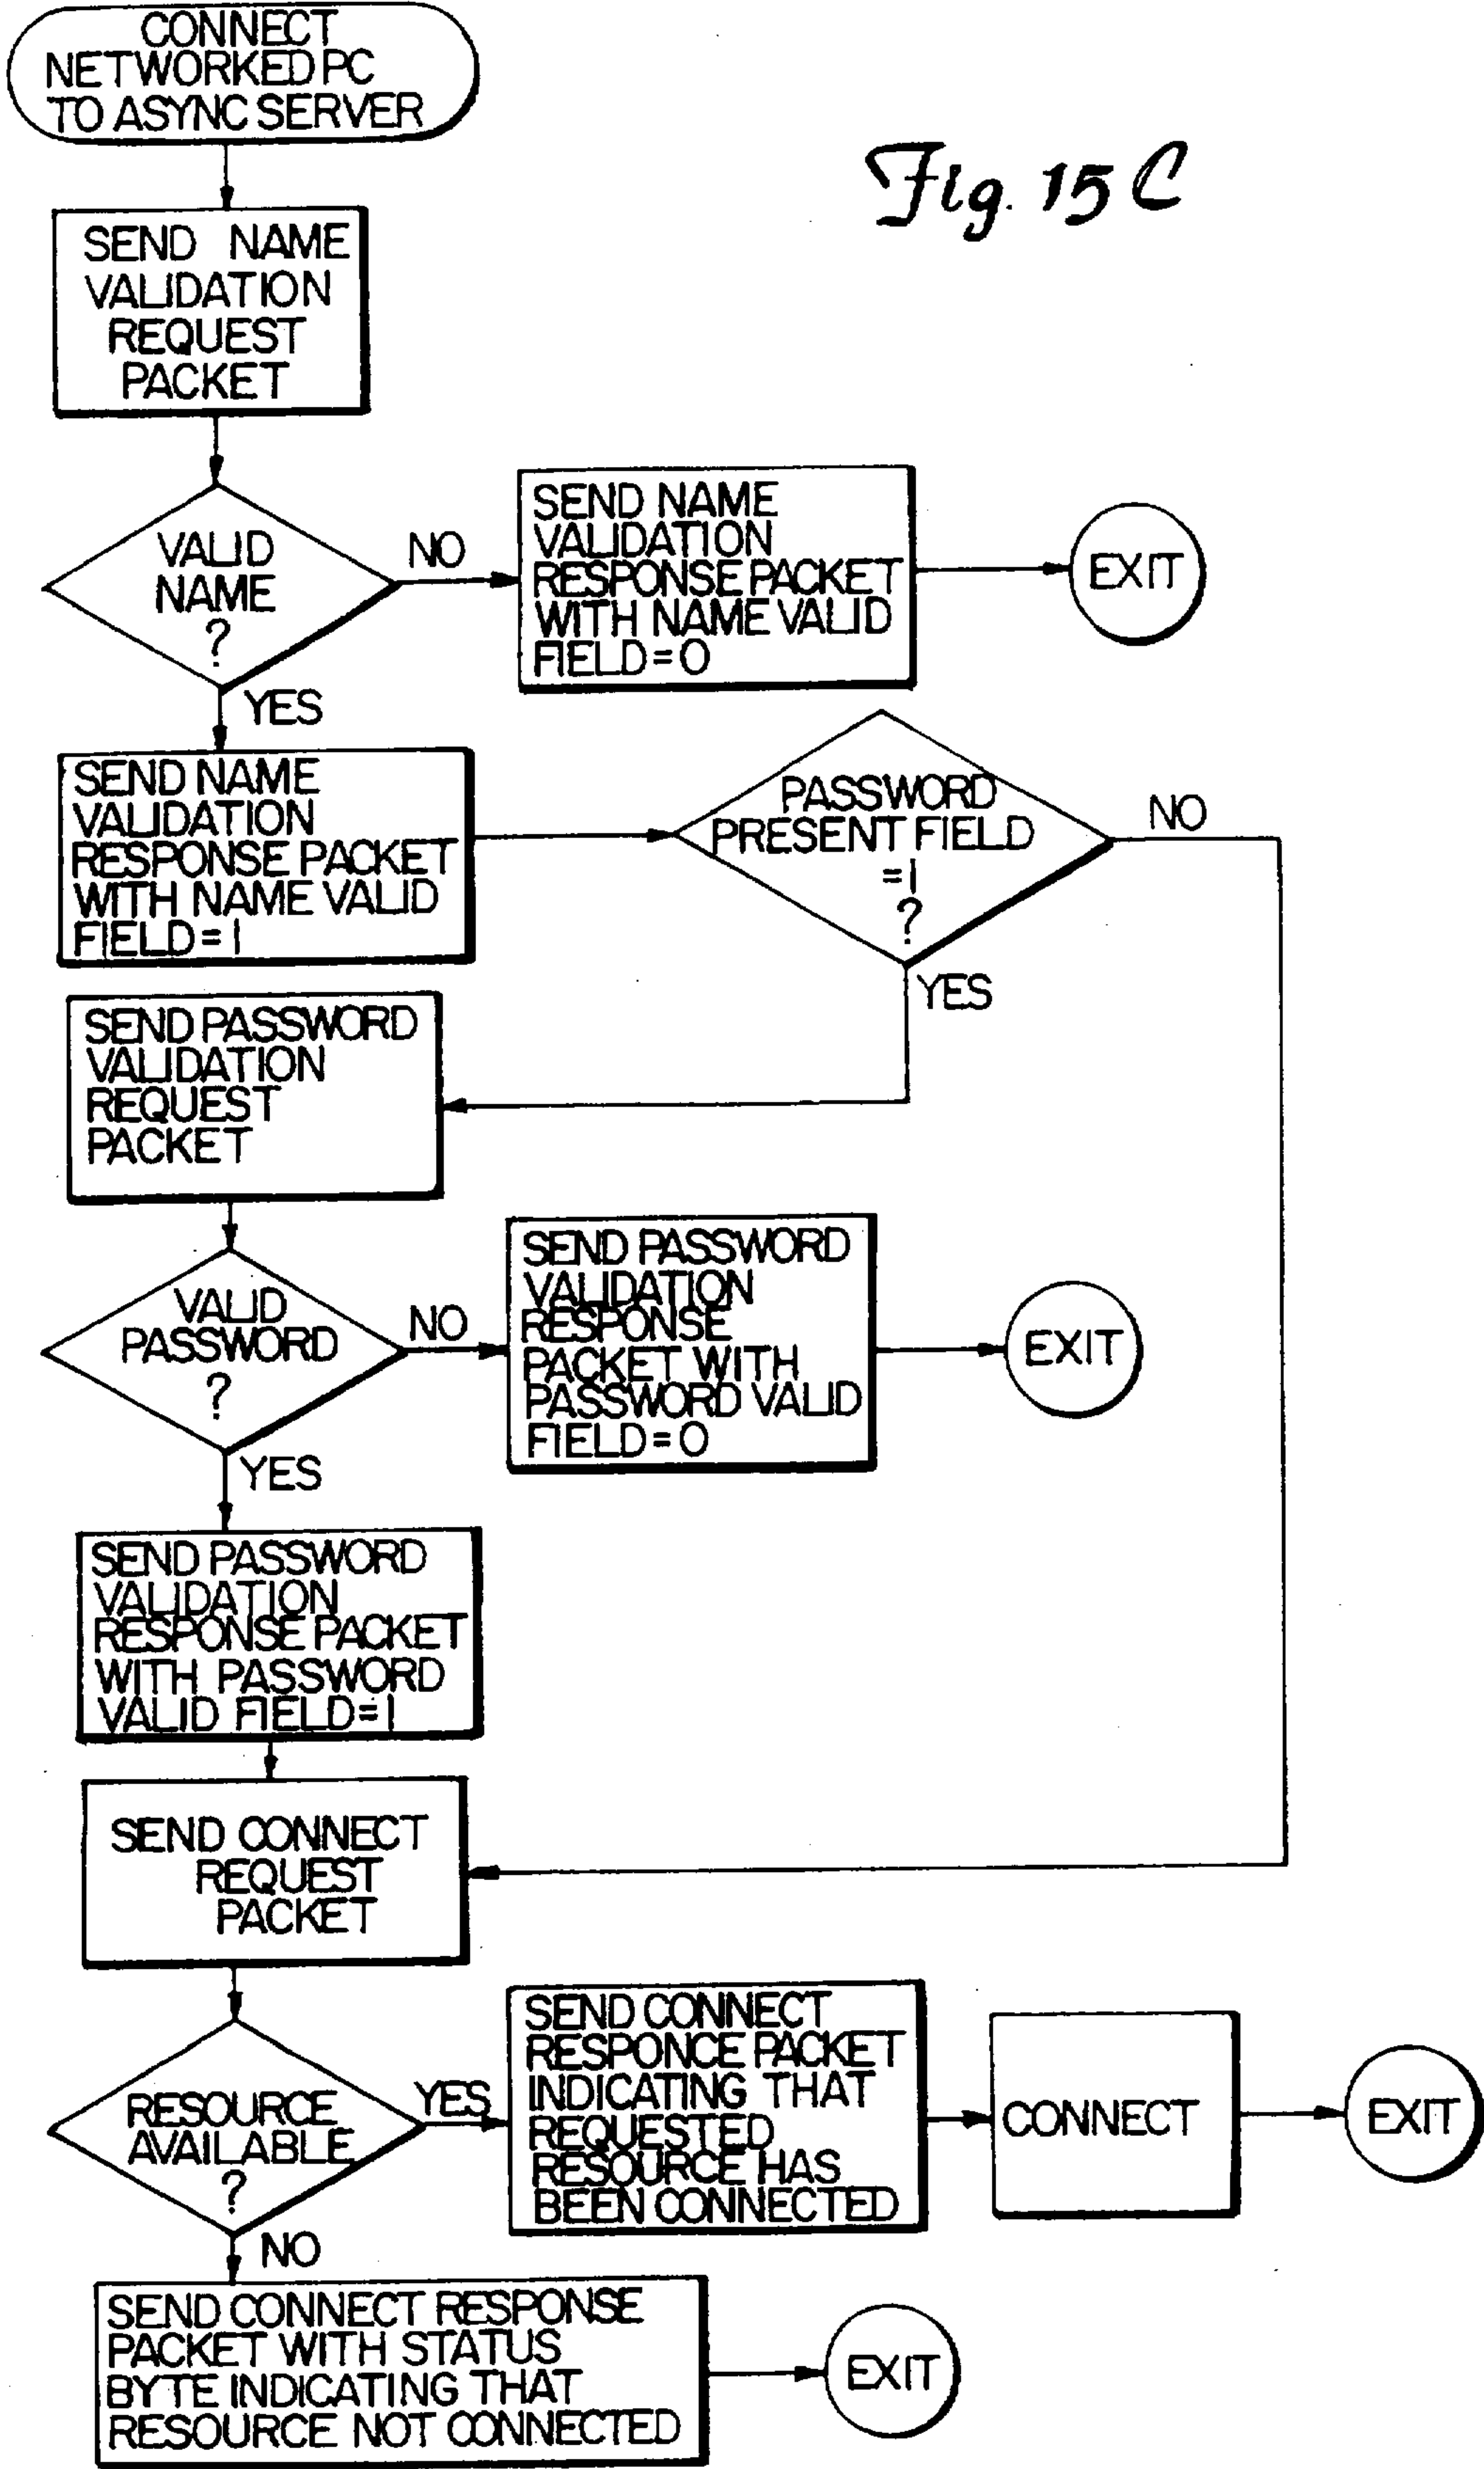 CONNECT
NETWORKED PC
TO ASYNC SERVER
Fig. 15C
SEND NAME
VALIDATION
REQUEST
PACKET
VALID
NAME
?
NO
SEND NAME
VALIDATION
RESPONSE PACKET
WITH NAME VALID
FIELD=0
EXIT
YES
SEND NAME
VALIDATION
RESPONSE PACKET
WITH NAME VALID
FIELD=1
PASSWORD
PRESENT FIELD
=1
?
NO
YES
SEND PASSWORD
VALIDATION
REQUEST
PACKET
VALID
PASSWORD
?
NO
SEND PASSWORD
VALIDATION
RESPONSE
PACKET WITH
PASSWORD VALID
FIELD=0
EXIT
YES
SEND PASSWORD
VALIDATION
RESPONSE PACKET
WITH PASSWORD
VALID FIELD=1
SEND CONNECT
REQUEST
PACKET
RESOURCE
AVAILABLE
?
YES
SEND CONNECT
RESPONCE PACKET
INDICATING THAT
REQUESTED
RESOURCE HAS
BEEN CONNECTED
CONNECT
EXIT
NO
SEND CONNECT RESPONSE
PACKET WITH STATUS
BYTE INDICATING THAT
RESOURCE NOT CONNECTED
EXIT